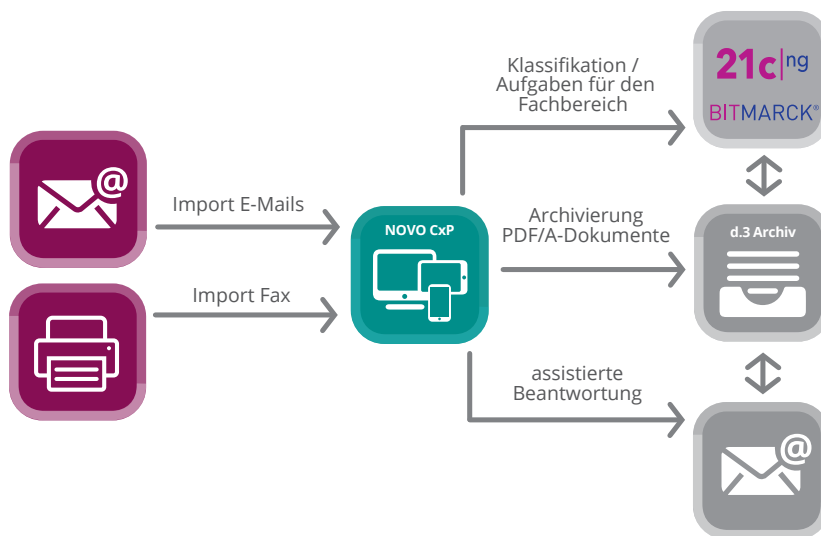 Klassifikation /
Aufgaben für den
Fachbereich
21c|ng
BITMARCK®
@
Import E-Mails
NOVO CxP
Archivierung
PDF/A-Dokumente
d.3 Archiv
Import Fax
assistierte
Beantwortung
@